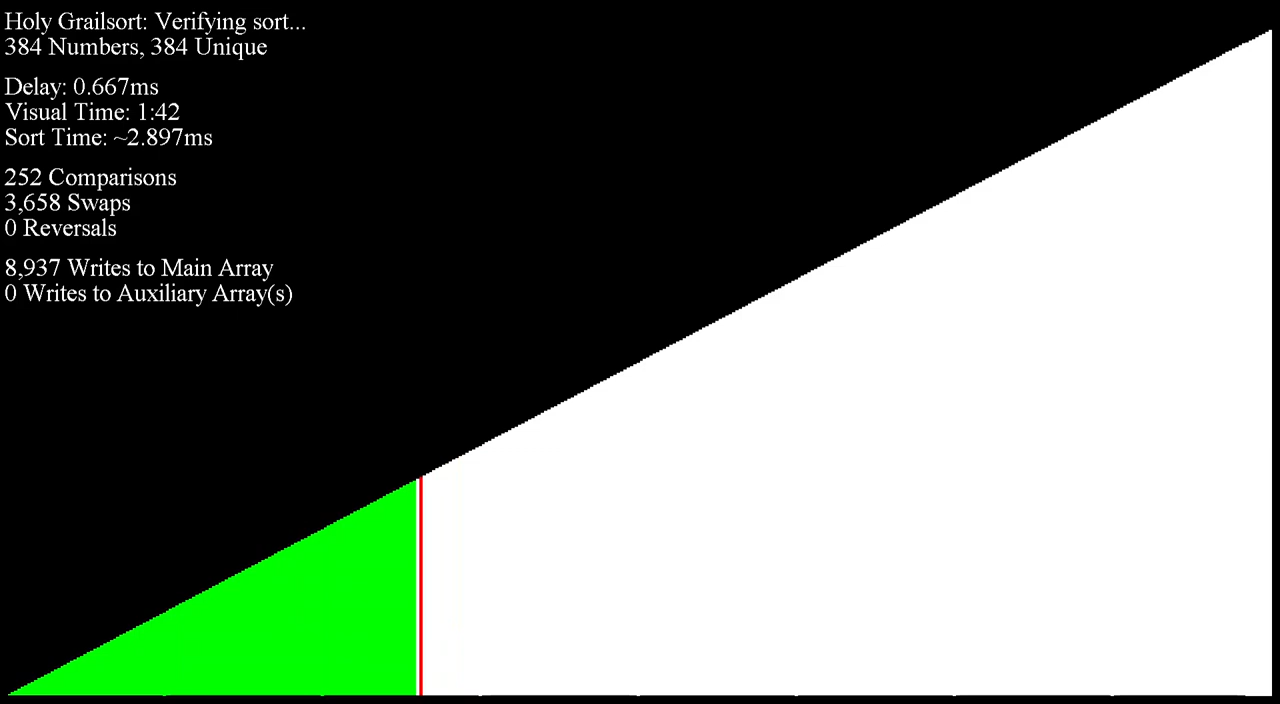 Holy Grailsort: Verifying sort...
384 Numbers, 384 Unique
Delay: 0.667ms
Visual Time: 1:42
Sort Time: ~2.897ms
252 Comparisons
3,658 Swaps
0 Reversals
8,937 Writes to Main Array
0 Writes to Auxiliary Array(s)